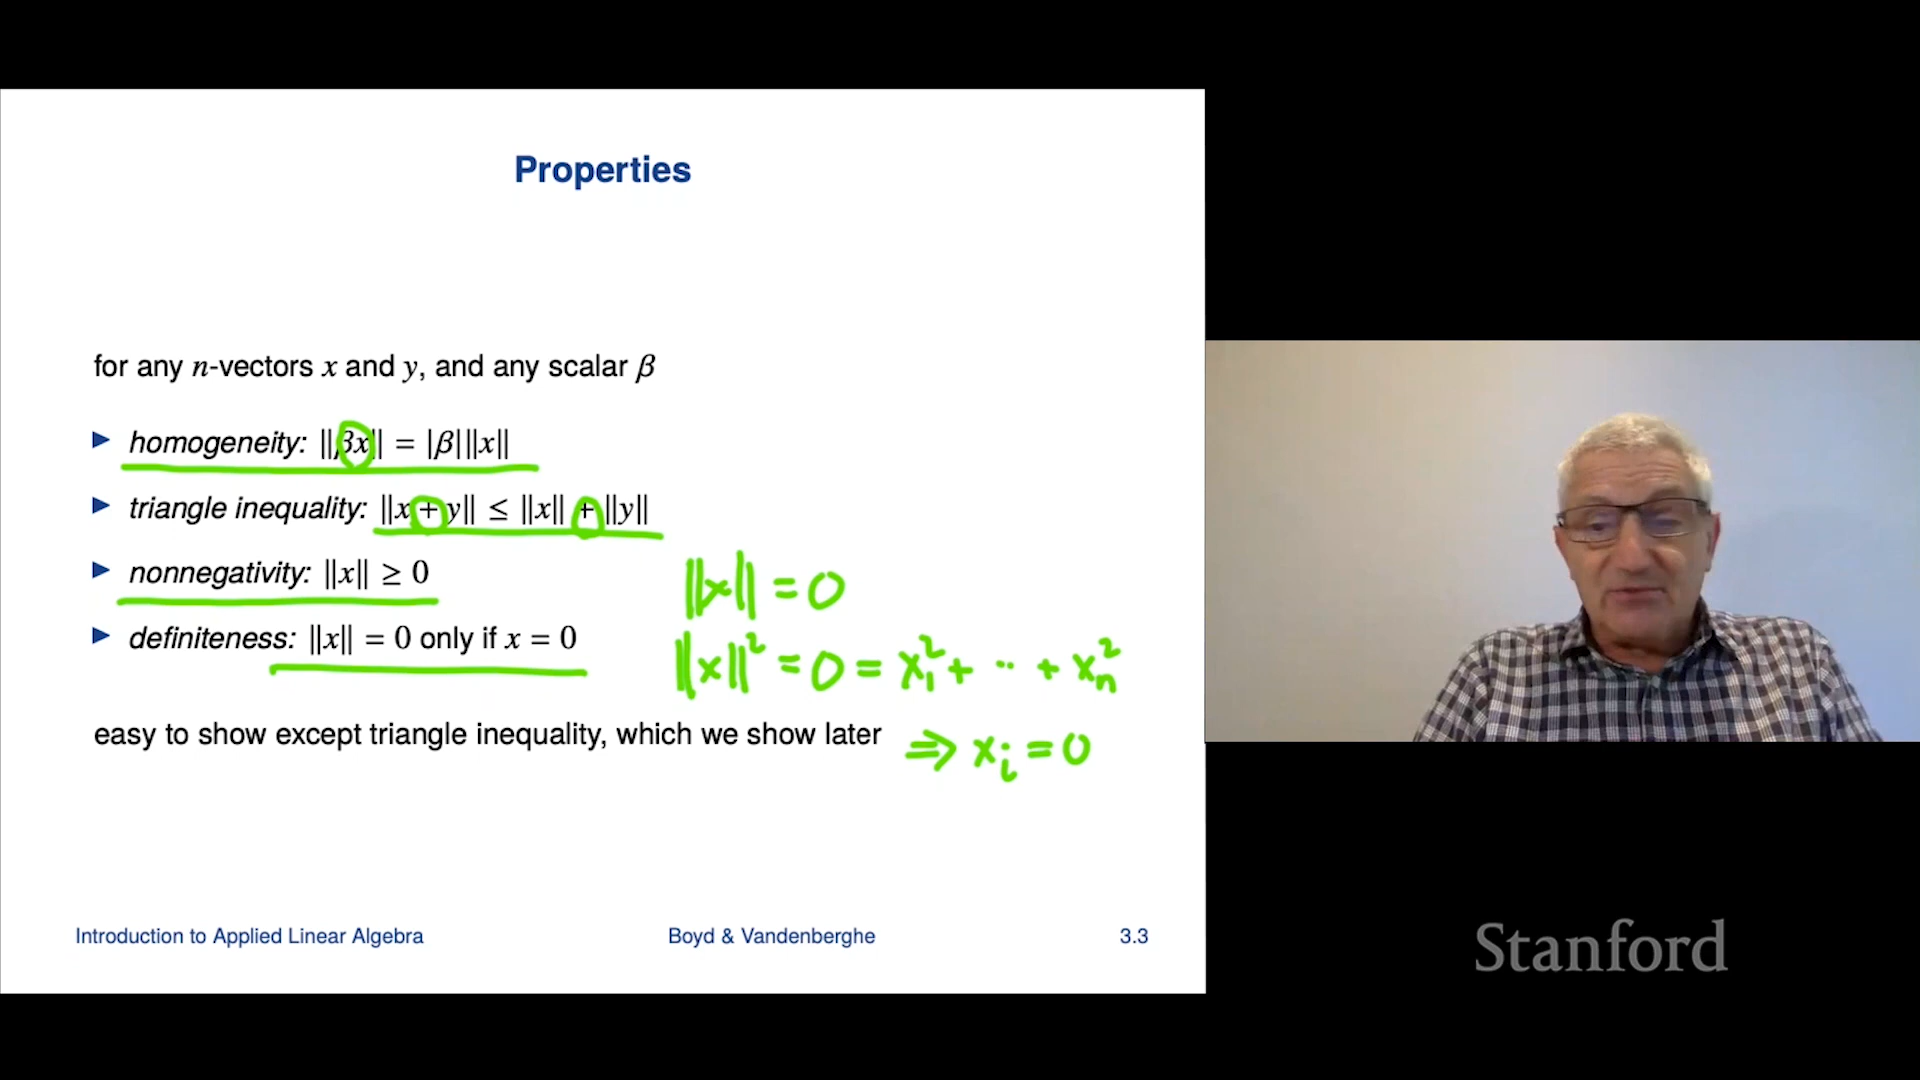 Properties
for any n-vectors x and y, and any scalar β
▶ homogeneity: ‖βx‖ = |β|‖x‖
▶ triangle inequality: ‖x + y‖ ≤ ‖x‖ + ‖y‖
▶ nonnegativity: ‖x‖ ≥ 0
‖x‖ = 0
▶ definiteness: ‖x‖ = 0 only if x = 0
‖x‖² = 0 = x₁² + ·· + xₙ²
easy to show except triangle inequality, which we show later
⇒ xᵢ = 0
Introduction to Applied Linear Algebra
Boyd & Vandenberghe
3.3
Stanford